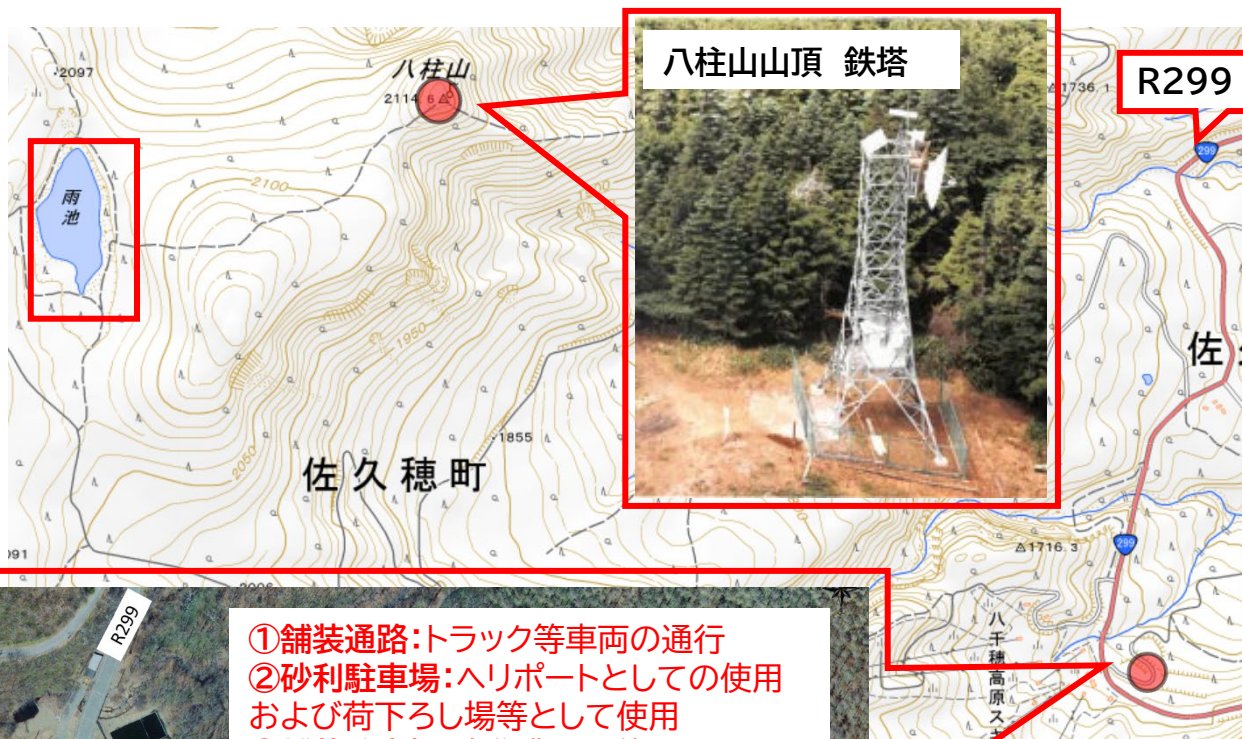 2097
八柱山
2114.6
雨池
2100
八柱山山頂 鉄塔
1736.1
R299
299
1950
2050
1855
佐久穂町
佐
299
1716.3
091
R299
①舗装通路:トラック等車両の通行
②砂利駐車場:ヘリポートとしての使用
および荷下ろし場等として使用
八千穂高原ス